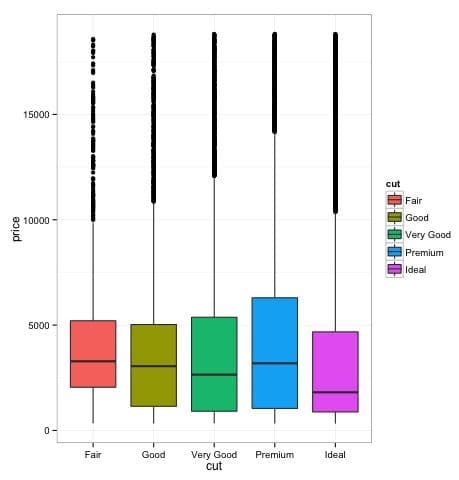 price
15000
10000
5000
0
Fair Good Very Good Premium Ideal
cut
cut
Fair
Good
Very Good
Premium
Ideal